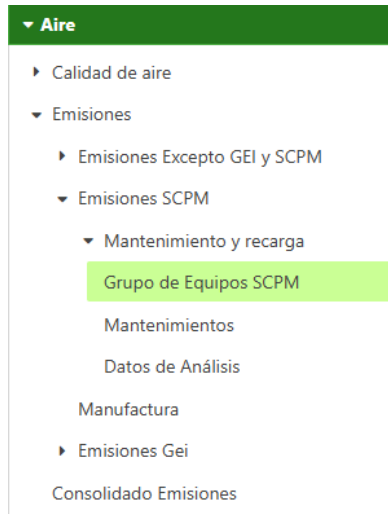 Aire
Calidad de aire
Emisiones
Emisiones Excepto GEI y SCPM
Emisiones SCPM
Mantenimiento y recarga
Grupo de Equipos SCPM
Mantenimientos
Datos de Análisis
Manufactura
Emisiones Gei
Consolidado Emisiones